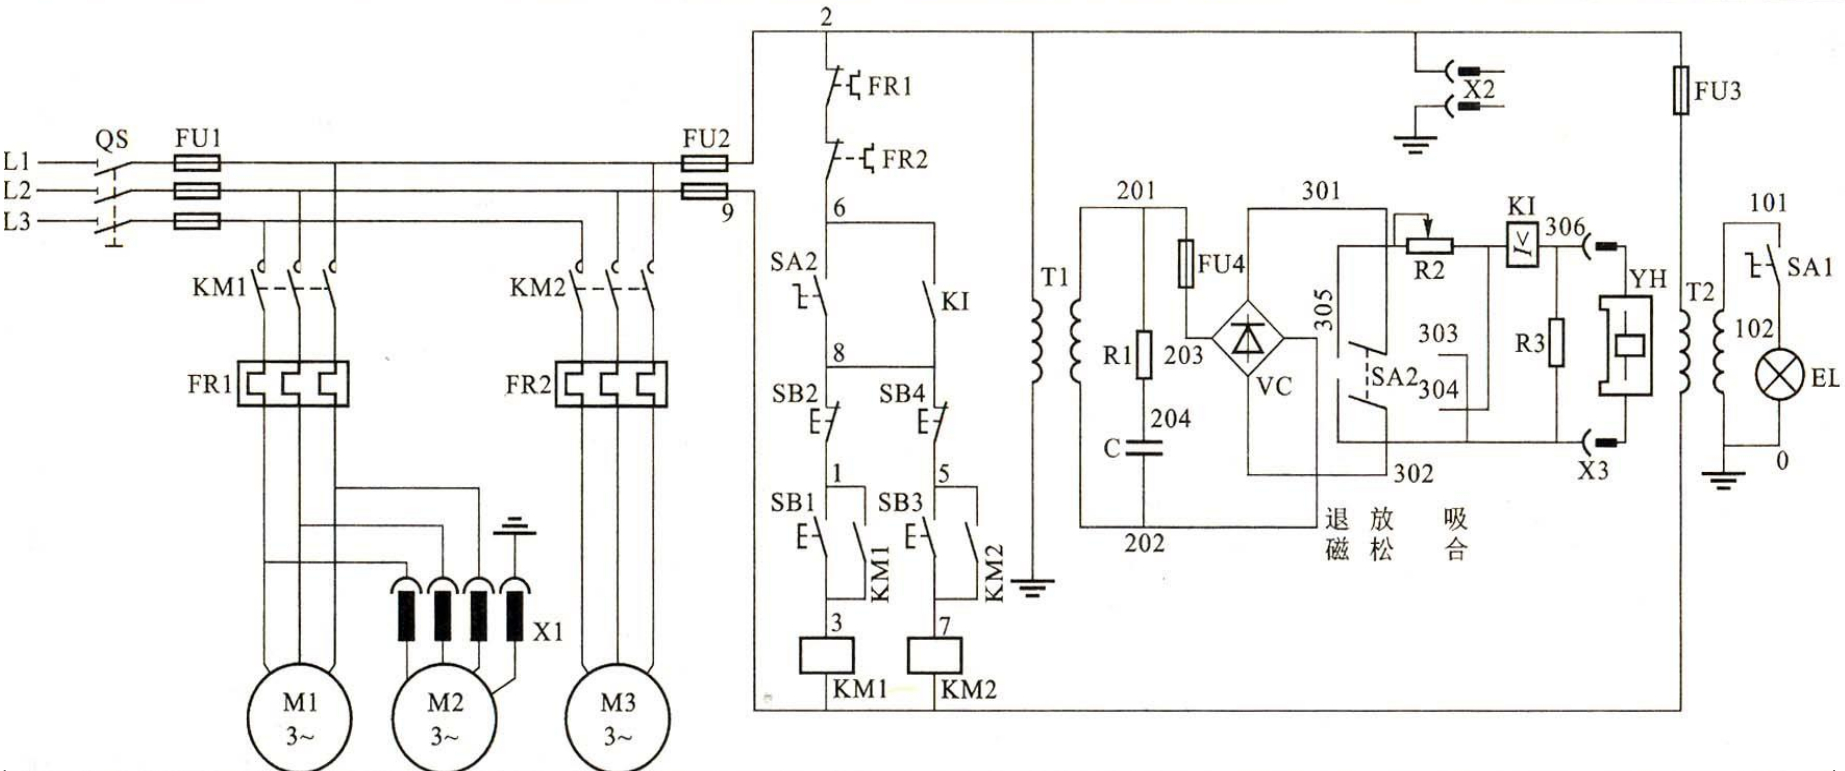 2
FR1
X2
FU3
QS
FU1
FU2
FR2
L1
L2
L3
9
6
201
301
KI
306
101
SA2
FU4
R2
SA1
KM1
KM2
KI
T1
YH
T2
305
303
102
8
R1
203
R3
FR1
FR2
VC
SA2
304
EL
SB2
SB4
204
C
1
5
302
X3
0
SB1
SB3
KM1
KM2
202
退磁
放松
吸合
X1
3
7
KM1
KM2
M1
3~
M2
3~
M3
3~
I<